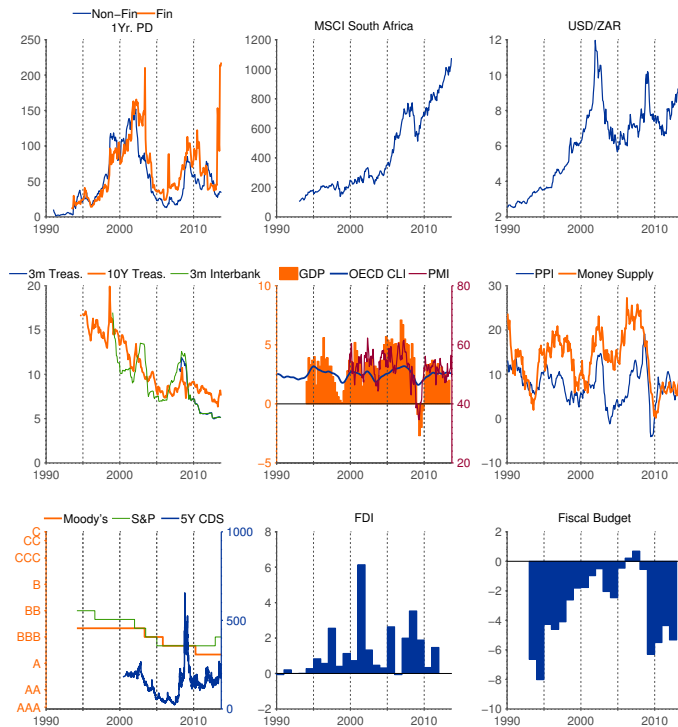 Non−Fin Fin
1Yr. PD
250
200
150
100
50
0
1990 2000 2010
MSCI South Africa
1200
1000
800
600
400
200
0
1990 2000 2010
USD/ZAR
12
10
8
6
4
2
1990 2000 2010
3m Treas. 10Y Treas. 3m Interbank
20
15
10
5
0
1990 2000 2010
GDP OECD CLI PMI
10
5
0
−5
80
60
40
20
1990 2000 2010
PPI Money Supply
30
20
10
0
−10
1990 2000 2010
Moody's S&P 5Y CDS
C
CC
CCC
B
BB
BBB
A
AA
AAA
1000
500
0
1990 2000 2010
FDI
8
6
4
2
0
−2
1990 2000 2010
Fiscal Budget
2
0
−2
−4
−6
−8
−10
1990 2000 2010